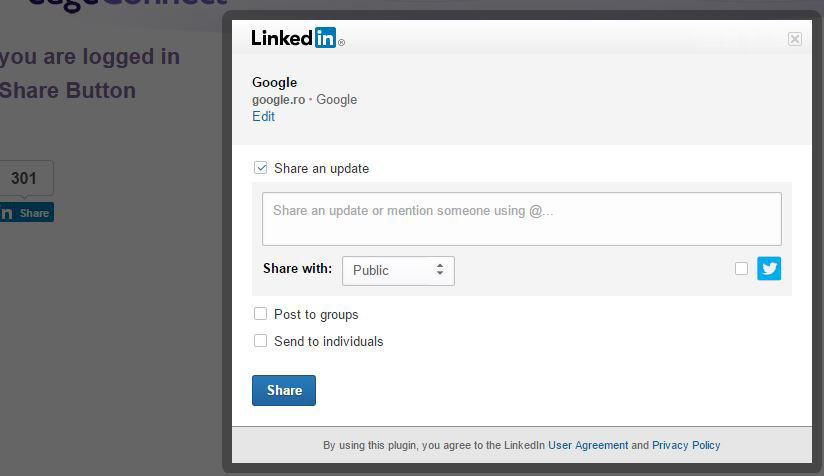 you are logged in
Share Button
301
in Share
Linked in ®
Google
google.ro · Google
Edit
Share an update
Share an update or mention someone using @...
Share with: Public
Post to groups
Send to individuals
Share
By using this plugin, you agree to the LinkedIn User Agreement and Privacy Policy